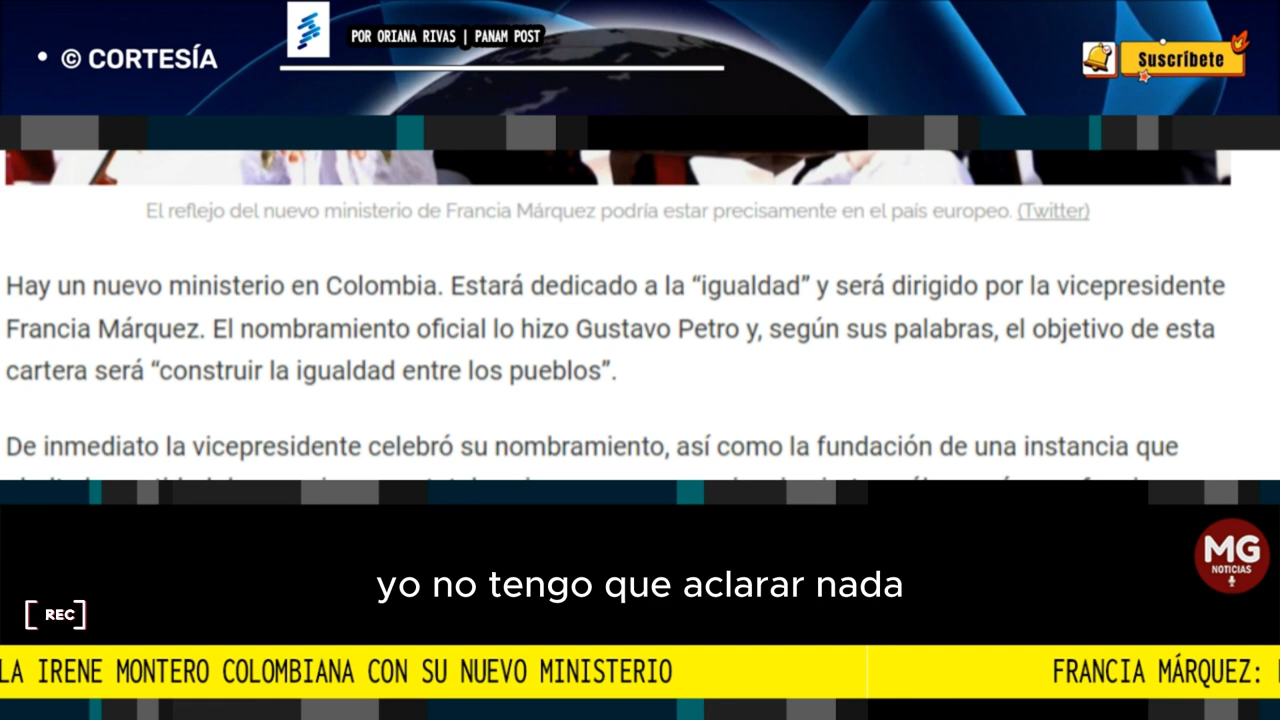 • © CORTESÍA
POR ORIANA RIVAS | PANAM POST
Suscríbete
El reflejo del nuevo ministerio de Francia Márquez podría estar precisamente en el país europeo. (Twitter)
Hay un nuevo ministerio en Colombia. Estará dedicado a la “igualdad” y será dirigido por la vicepresidente
Francia Márquez. El nombramiento oficial lo hizo Gustavo Petro y, según sus palabras, el objetivo de esta
cartera será “construir la igualdad entre los pueblos”.
De inmediato la vicepresidente celebró su nombramiento, así como la fundación de una instancia que
MG
NOTICIAS
yo no tengo que aclarar nada
[REC]
LA IRENE MONTERO COLOMBIANA CON SU NUEVO MINISTERIO
FRANCIA MÁRQUEZ: